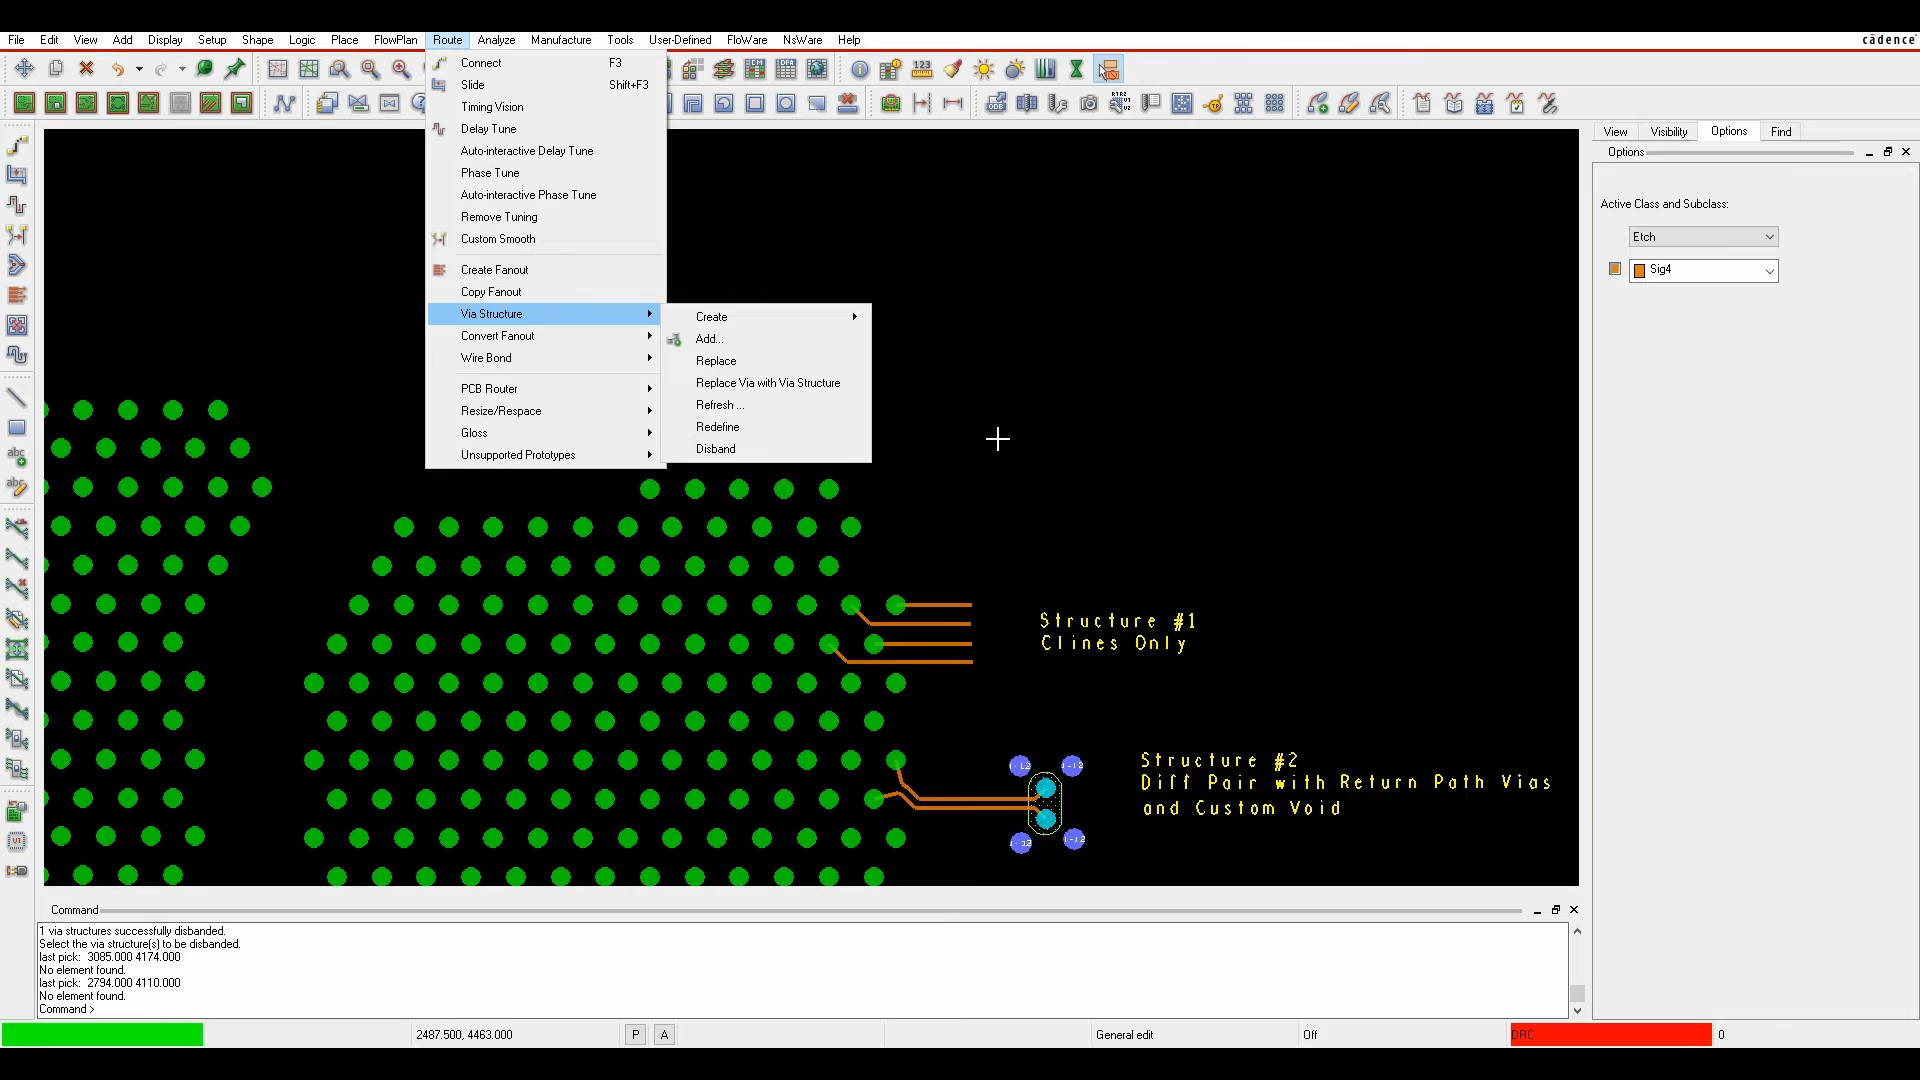 File Edit View Add Display Setup Shape Logic Place FlowPlan Route Analyze Manufacture Tools User-Defined FloWare NsWare Help
cādence
Connect F3
Slide Shift+F3
Timing Vision
Delay Tune
Auto-interactive Delay Tune
Phase Tune
Auto-interactive Phase Tune
Remove Tuning
Custom Smooth
Create Fanout
Copy Fanout
Via Structure
Convert Fanout
Wire Bond
PCB Router
Resize/Respace
Gloss
Unsupported Prototypes
Create
Add...
Replace
Replace Via with Via Structure
Refresh ...
Redefine
Disband
View Visibility Options Find
Options
Active Class and Subclass:
Etch
Sig4
Structure #1
Clines Only
Structure #2
Diff Pair with Return Path Vias
and Custom Void
Command
1 via structures successfully disbanded.
Select the via structure(s) to be disbanded.
last pick: 3085.000 4174.000
No element found.
last pick: 2794.000 4110.000
No element found.
Command >
2487.500, 4463.000 P A General edit Off DRC 0